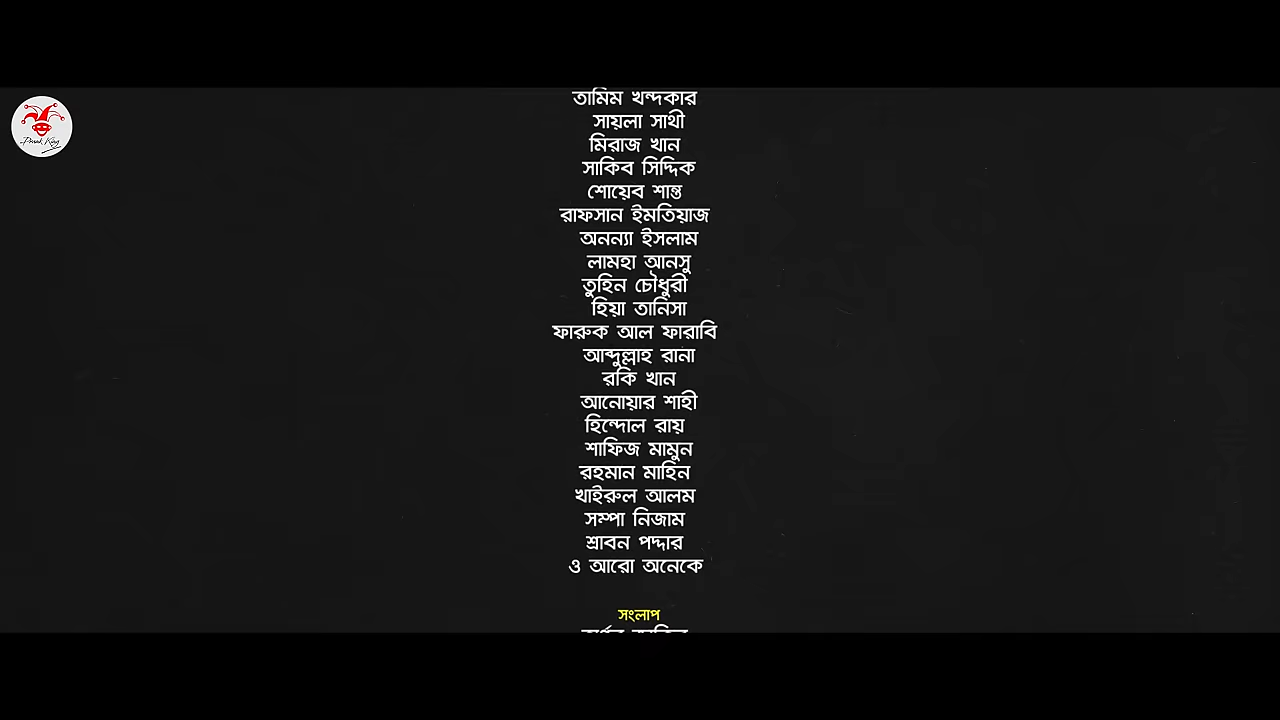 তামিম খন্দকার
সায়লা সাথী
মিরাজ খান
সাকিব সিদ্দিক
শোয়েব শান্ত
রাফসান ইমতিয়াজ
অনন্যা ইসলাম
লামহা আনসু
তুহিন চৌধুরী
হিয়া তানিসা
ফারুক আল ফারাবি
আব্দুল্লাহ রানা
রকি খান
আনোয়ার শাহী
হিন্দোল রায়
শাফিজ মামুন
রহমান মাহিন
খাইরুল আলম
সম্পা নিজাম
শ্রাবন পদ্দার
ও আরো অনেকে
সংলাপ